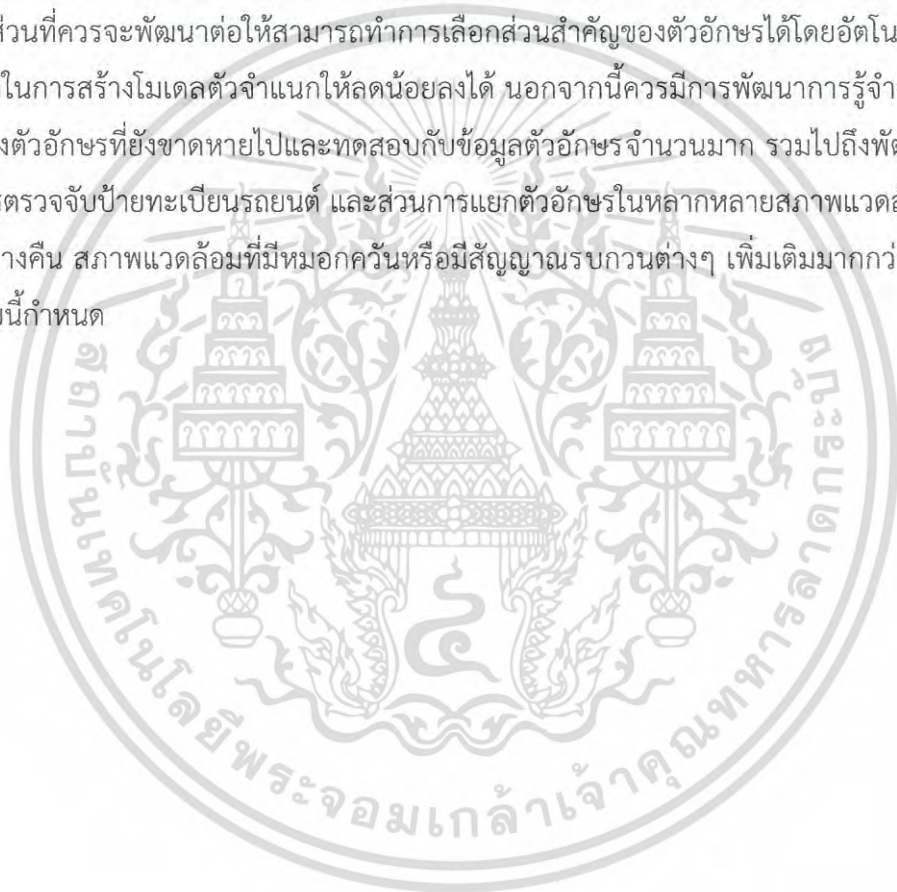 ส่วนที่ควรจะพัฒนาต่อให้สามารถทำการเลือกส่วนสำคัญของตัวอักษรได้โดยอัตโน
ในการสร้างโมเดลตัวจำแนกให้ลดน้อยลงได้ นอกจากนี้ควรมีการพัฒนาการรู้จำ
งตัวอักษรที่ยังขาดหายไปและทดสอบกับข้อมูลตัวอักษรจำนวนมาก รวมไปถึงพัฒ
รตรวจจับป้ายทะเบียนรถยนต์ และส่วนการแยกตัวอักษรในหลากหลายสภาพแวดล
างคืน สภาพแวดล้อมที่มีหมอกควันหรือมีสัญญาณรบกวนต่างๆ เพิ่มเติมมากกว่
นี้กำหนด
สถาบันเทคโนโลยีพระจอมเกล้าเจ้าคุณทหารลาดกระบัง